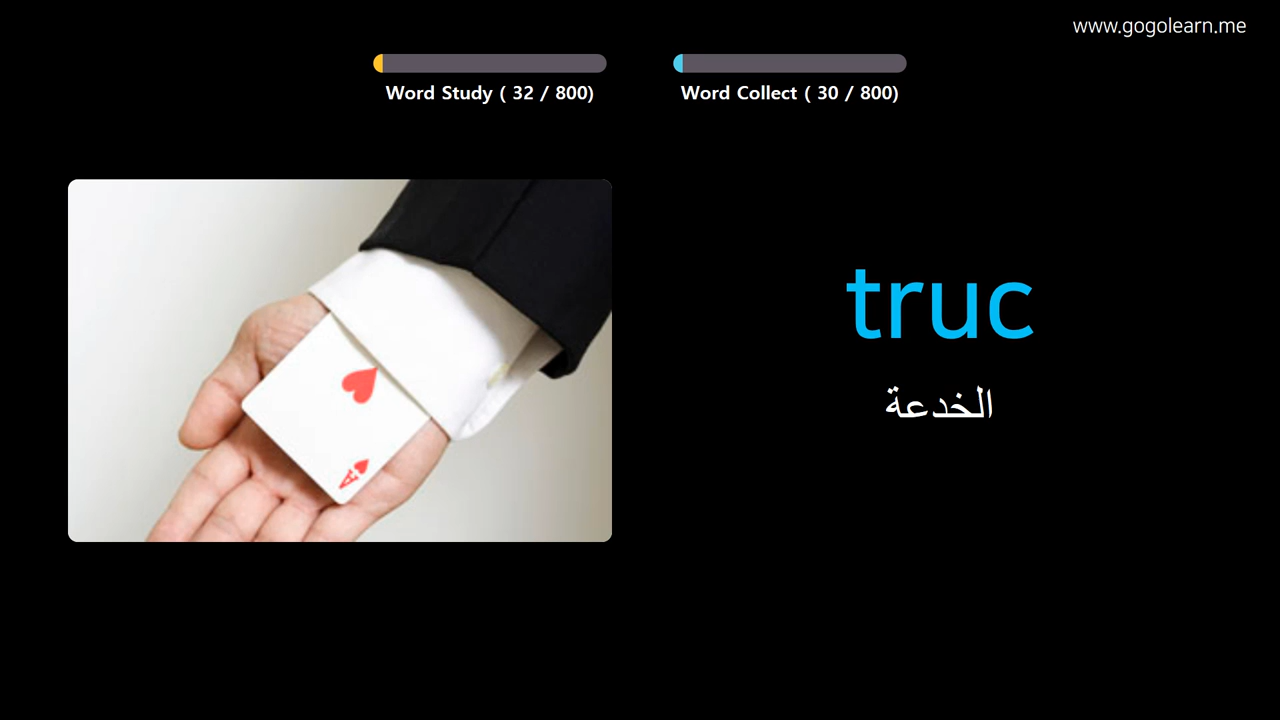 www.gogolearn.me
Word Study ( 32 / 800)
Word Collect ( 30 / 800)
A
truc
الخدعة